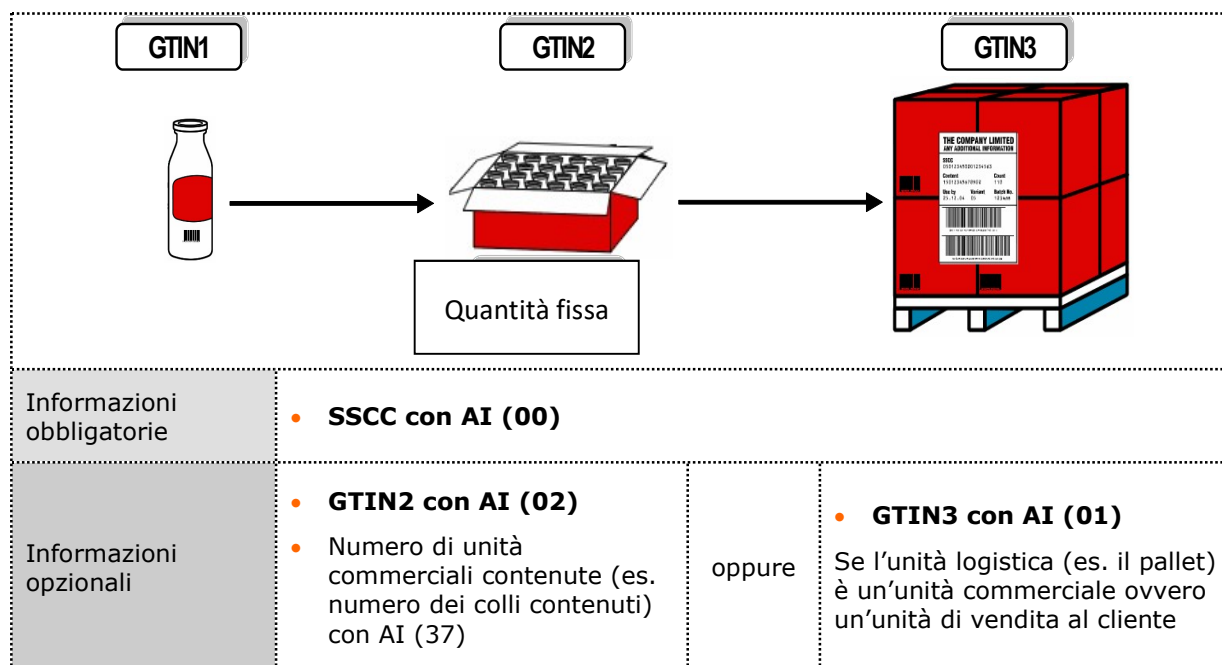 GTIN1
GTIN2
GTIN3
THE COMPANY LIMITED
ANY ADDITIONAL INFORMATION
SSCC
Content
Count
Use by
Variant
Batch No.
Quantità fissa
Informazioni
obbligatorie
• SSCC con AI (00)
Informazioni
opzionali
• GTIN2 con AI (02)
• Numero di unità
commerciali contenute (es.
numero dei colli contenuti)
con AI (37)
oppure
• GTIN3 con AI (01)
Se l’unità logistica (es. il pallet)
è un’unità commerciale ovvero
un’unità di vendita al cliente